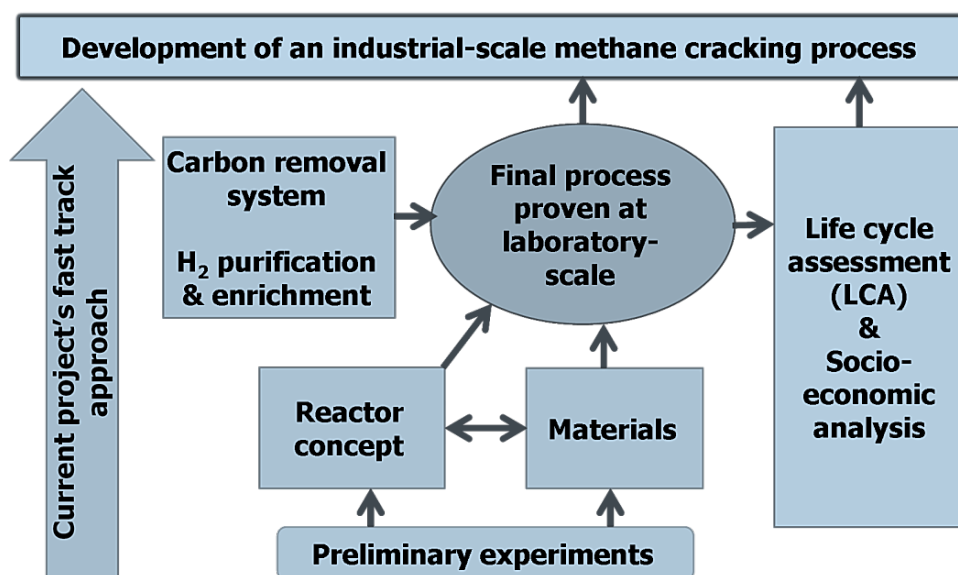 Development of an industrial-scale methane cracking process
Current project's fast track
approach
Carbon removal
system
H₂ purification
& enrichment
Final process
proven at
laboratory-
scale
Life cycle
assessment
(LCA)
&
Socio-
economic
analysis
Reactor
concept
Materials
Preliminary experiments